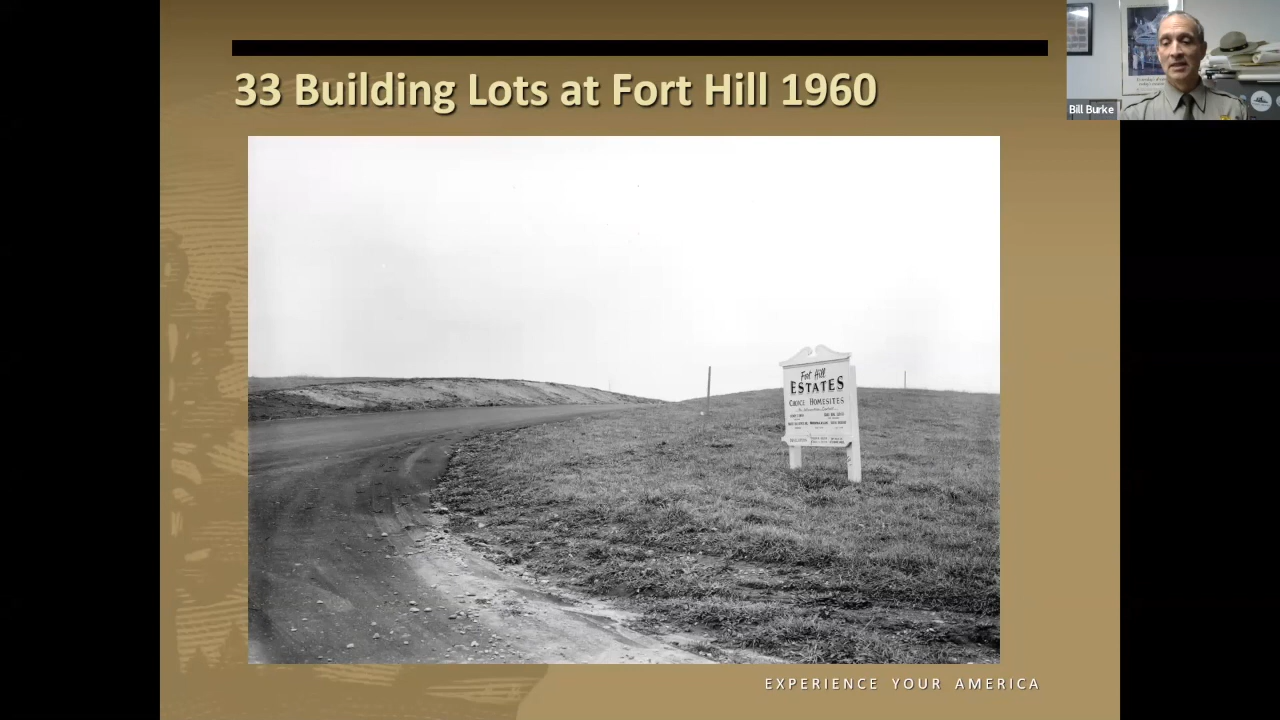 33 Building Lots at Fort Hill 1960
Bill Burke
Fort Hill
ESTATES
CHOICE HOMESITES
EXPERIENCE YOUR AMERICA